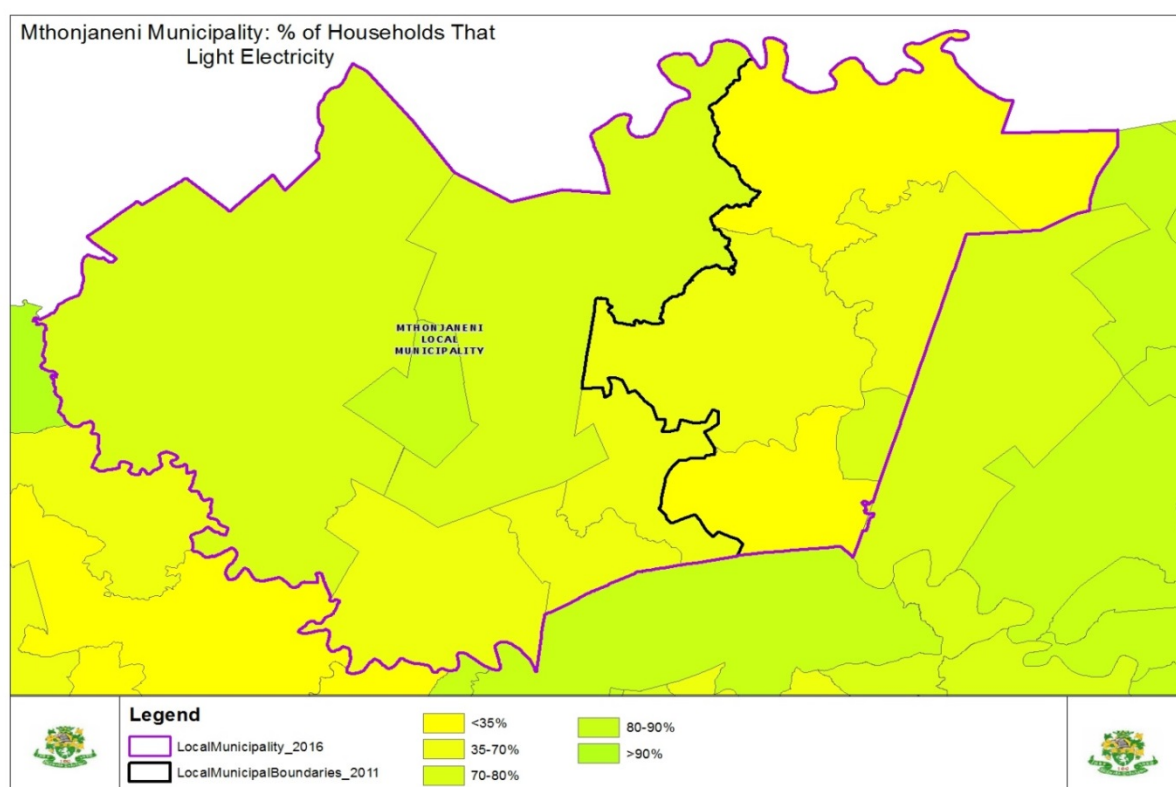 Mthonjaneni Municipality: % of Households That
Light Electricity
MTHONJANENI
LOCAL
MUNICIPALITY
Legend
LocalMunicipality_2016
LocalMunicipalBoundaries_2011
<35%
35-70%
70-80%
80-90%
>90%